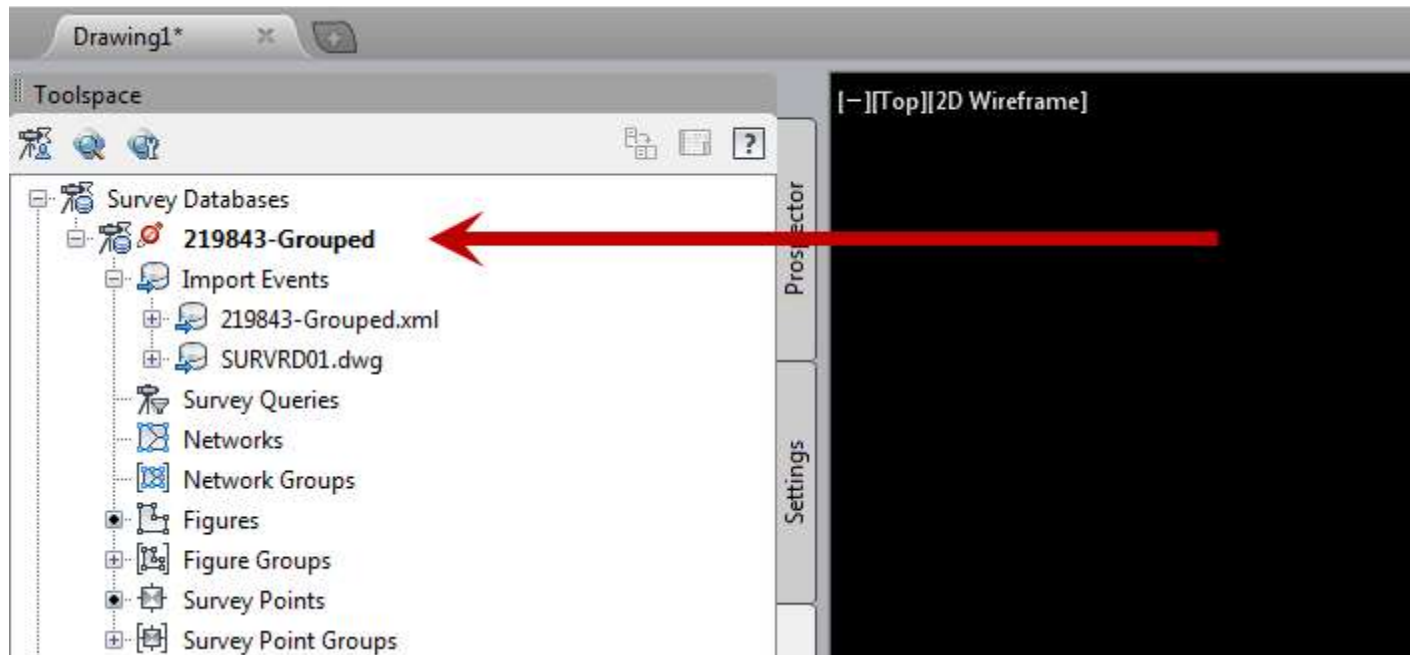 Drawing1*
Toolspace
[−][Top][2D Wireframe]
?
Survey Databases
219843-Grouped
Import Events
219843-Grouped.xml
SURVRD01.dwg
Survey Queries
Networks
Network Groups
Figures
Figure Groups
Survey Points
Survey Point Groups
Prospector
Settings